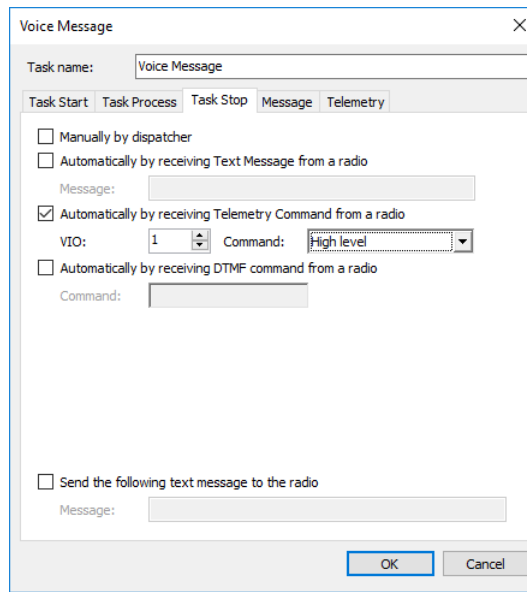 Voice Message
Task name: Voice Message
Task Start Task Process Task Stop Message Telemetry
Manually by dispatcher
Automatically by receiving Text Message from a radio
Message:
Automatically by receiving Telemetry Command from a radio
VIO: 1 Command: High level
Automatically by receiving DTMF command from a radio
Command:
Send the following text message to the radio
Message:
OK Cancel